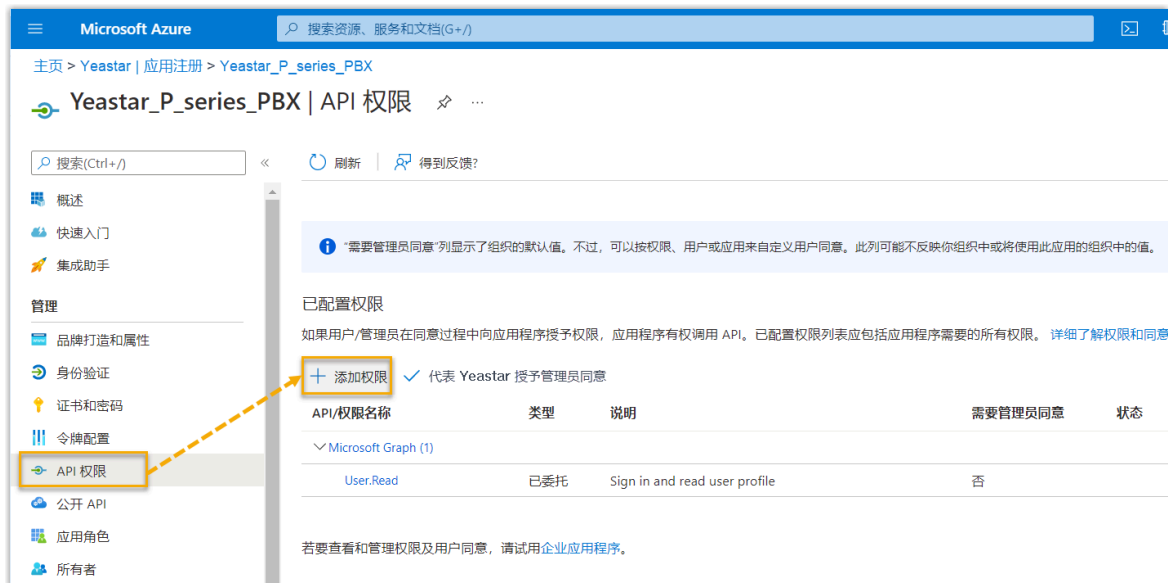 Microsoft Azure
搜索资源、服务和文档(G+/)
主页 > Yeastar | 应用注册 > Yeastar_P_series_PBX
Yeastar_P_series_PBX | API 权限
搜索(Ctrl+/)
刷新
得到反馈?
概述
快速入门
集成助手
管理
品牌打造和属性
身份验证
证书和密码
令牌配置
API 权限
公开 API
应用角色
所有者
“需要管理员同意”列显示了组织的默认值。不过，可以按权限、用户或应用来自定义用户同意。此列可能不反映你组织中或将使用此应用的组织中的值。
已配置权限
如果用户/管理员在同意过程中向应用程序授予权限，应用程序有权调用 API。已配置权限列表应包括应用程序需要的所有权限。 详细了解权限和同意
添加权限 代表 Yeastar 授予管理员同意
API/权限名称 类型 说明 需要管理员同意 状态
Microsoft Graph (1)
User.Read 已委托 Sign in and read user profile 否
若要查看和管理权限及用户同意，请试用企业应用程序。